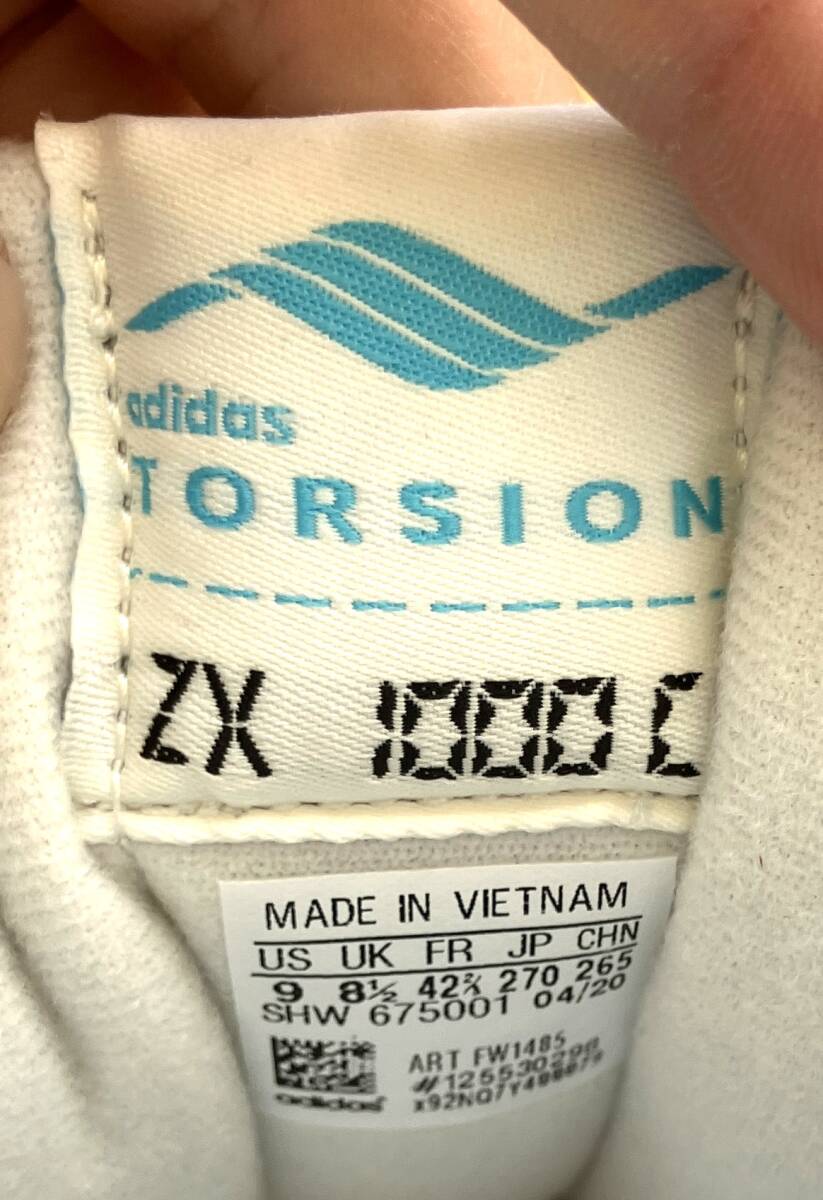 adidas
TORSION
ZX 1000 C
MADE IN VIETNAM
US UK FR JP CHN
9 8½ 42⅔ 270 265
SHW 675001 04/20
ART FW1485
adidas